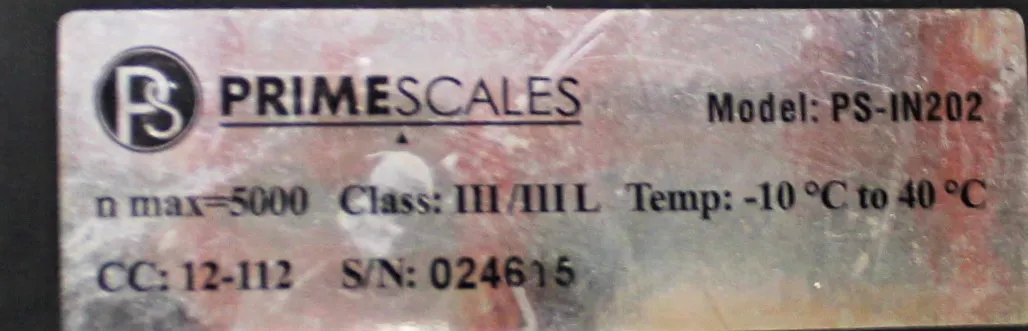 PS PRIMESCALES Model: PS-IN202
n max=5000 Class: III/III L Temp: -10 °C to 40 °C
CC: 12-112 S/N: 024615